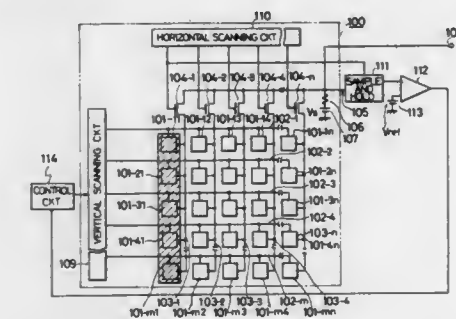 110
100
HORIZONTAL SCANNING CKT
10
111
112
104-1
104-2
104-3
104-4
104-n
SAMPLE AND HOLD
101-11
101-12
101-13
101-14
102-1
Vs
105
Vref
113
106
107
101-1n
102-2
114
CONTROL CKT
VERTICAL SCANNING CKT
101-21
101-2n
102-3
101-31
101-3n
102-4
103-n
101-41
101-4n
109
103-1
103-2
103-3
102-m
103-4
101-m1
101-m2
101-m3
101-m4
101-mn